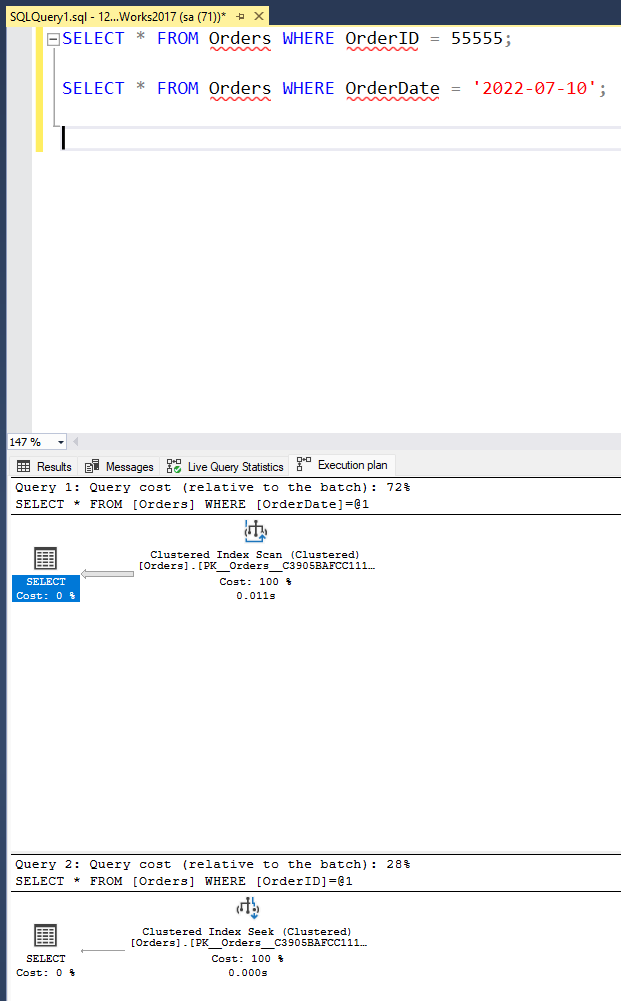 SQLQuery1.sql - 12...Works2017 (sa (71))*
SELECT * FROM Orders WHERE OrderID = 55555;
SELECT * FROM Orders WHERE OrderDate = '2022-07-10';
147 %
Results Messages Live Query Statistics Execution plan
Query 1: Query cost (relative to the batch): 72%
SELECT * FROM [Orders] WHERE [OrderDate]=@1
Clustered Index Scan (Clustered)
[Orders].[PK__Orders__C3905BAFCC111...
SELECT
Cost: 0 %
Cost: 100 %
0.011s
Query 2: Query cost (relative to the batch): 28%
SELECT * FROM [Orders] WHERE [OrderID]=@1
Clustered Index Seek (Clustered)
[Orders].[PK__Orders__C3905BAFCC111...
SELECT
Cost: 0 %
Cost: 100 %
0.000s